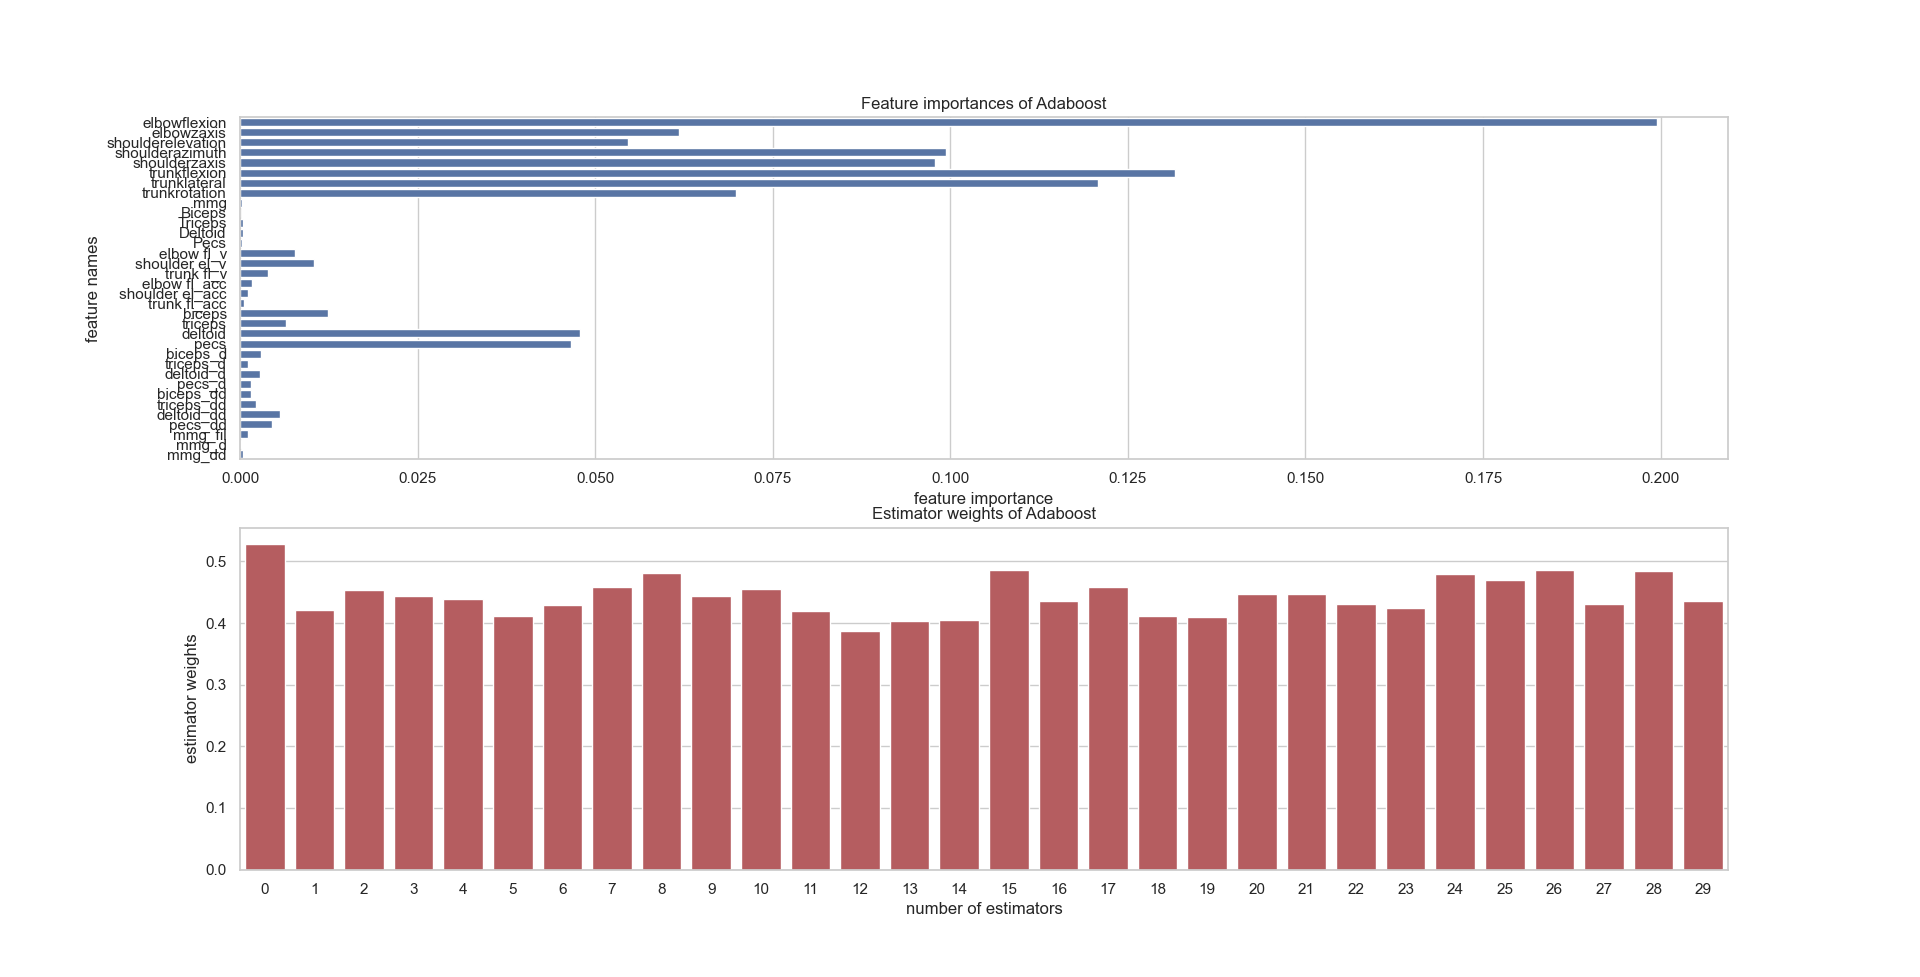 Feature importances of Adaboost
feature names
elbowflexion
elbowzaxis
shoulderelevation
shoulderazimuth
shoulderzaxis
trunkflexion
trunklateral
trunkrotation
mmg
Biceps
Triceps
Deltoid
Pecs
elbow fl_v
shoulder el_v
trunk fl_v
elbow fl_acc
shoulder el_acc
trunk fl_acc
biceps
triceps
deltoid
pecs
biceps_d
triceps_d
deltoid_d
pecs_d
biceps_dd
triceps_dd
deltoid_dd
pecs_dd
mmg_fil
mmg_d
mmg_dd
0.000 0.025 0.050 0.075 0.100 0.125 0.150 0.175 0.200
feature importance
Estimator weights of Adaboost
estimator weights
0.5
0.4
0.3
0.2
0.1
0.0
0 1 2 3 4 5 6 7 8 9 10 11 12 13 14 15 16 17 18 19 20 21 22 23 24 25 26 27 28 29
number of estimators